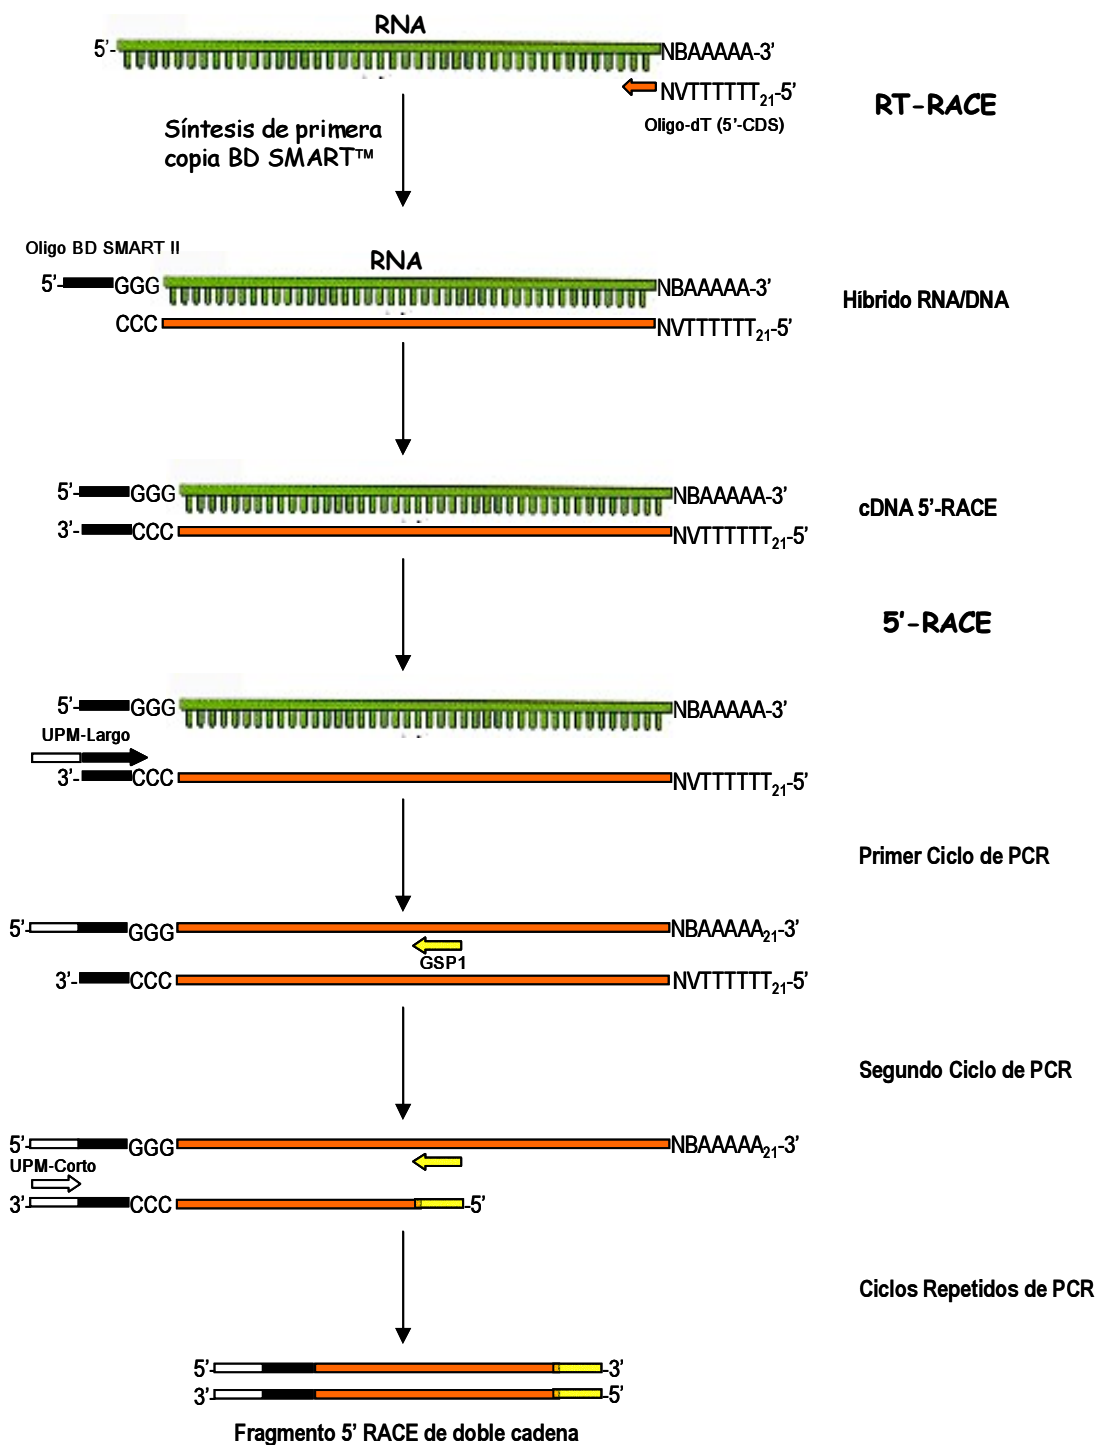 RNA
5'- NBAAAAA-3'
NVTTTTTT21-5'
Oligo-dT (5'-CDS)
RT-RACE
Síntesis de primera
copia BD SMART™
Oligo BD SMART II
RNA
5'- GGG NBAAAAA-3'
Híbrido RNA/DNA
CCC NVTTTTTT21-5'
5'- GGG NBAAAAA-3'
cDNA 5'-RACE
3'- CCC NVTTTTTT21-5'
5'-RACE
5'- GGG NBAAAAA-3'
UPM-Largo
3'- CCC NVTTTTTT21-5'
Primer Ciclo de PCR
5'- GGG NBAAAAA21-3'
GSP1
3'- CCC NVTTTTTT21-5'
Segundo Ciclo de PCR
5'- GGG NBAAAAA21-3'
UPM-Corto
3'- CCC -5'
Ciclos Repetidos de PCR
5'- -3'
3'- -5'
Fragmento 5' RACE de doble cadena